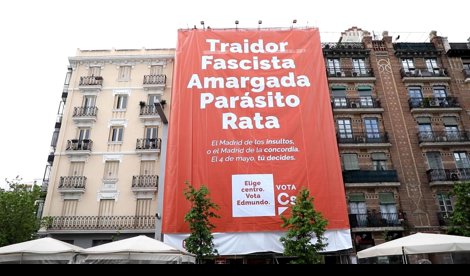 Traidor
Fascista
Amargada
Parásito
Rata
El Madrid de los insultos,
o el Madrid de la concordia.
El 4 de mayo, tú decides.
Elige
centro.
Vota
Edmundo.
VOTA
Cs